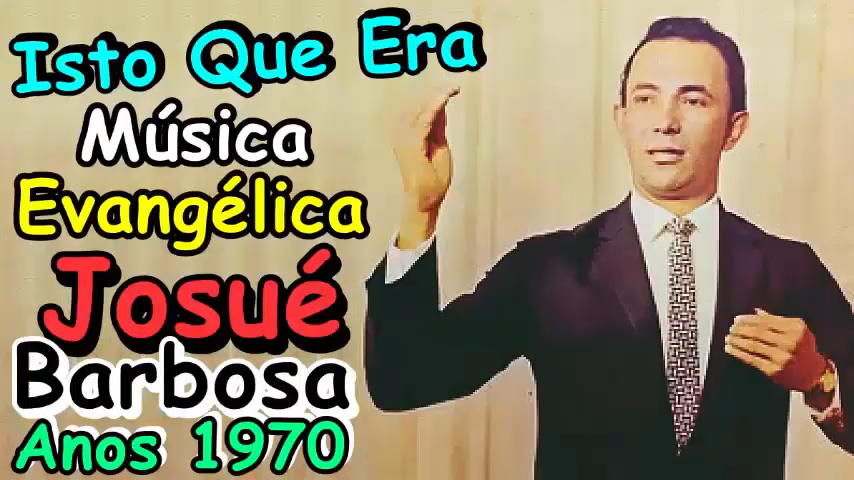 Isto Que Era
Música
Evangélica
Josué
Barbosa
Anos 1970